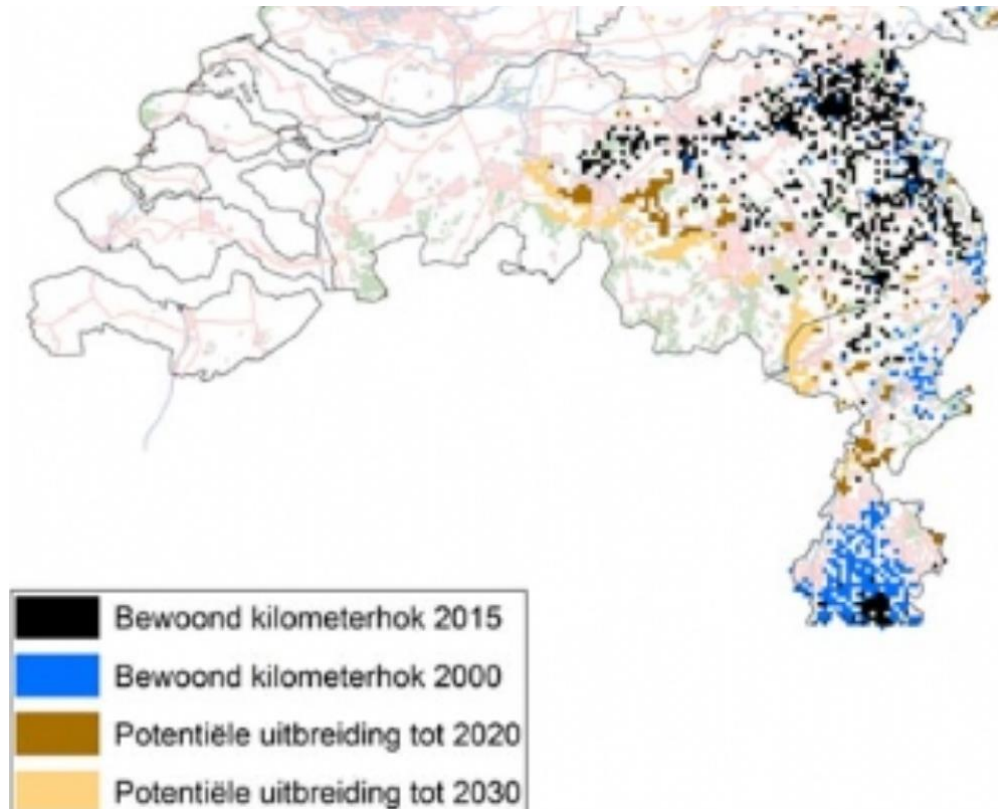 Bewoond kilometerhok 2015
Bewoond kilometerhok 2000
Potentiële uitbreiding tot 2020
Potentiële uitbreiding tot 2030